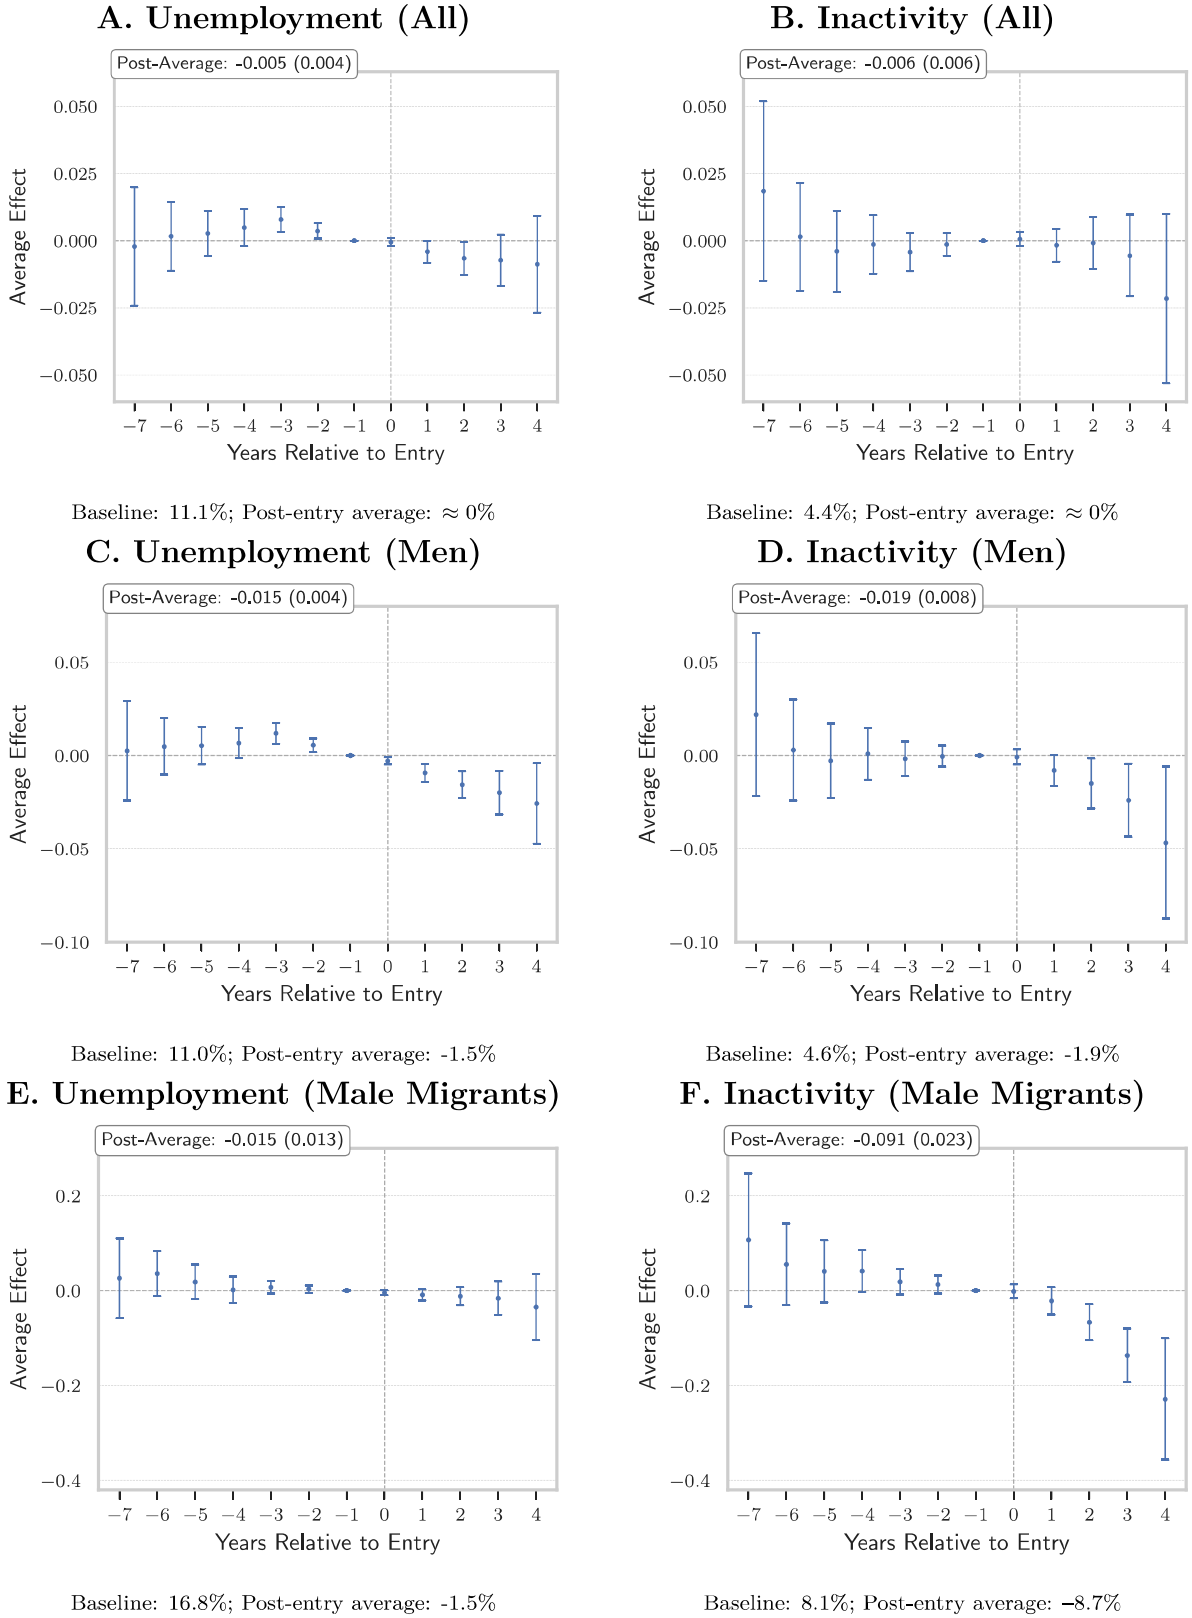 A. Unemployment (All)
Post-Average: -0.005 (0.004)
Average Effect
0.050
0.025
0.000
−0.025
−0.050
−7 −6 −5 −4 −3 −2 −1 0 1 2 3 4
Years Relative to Entry
Baseline: 11.1%; Post-entry average: ≈ 0%
B. Inactivity (All)
Post-Average: -0.006 (0.006)
Average Effect
0.050
0.025
0.000
−0.025
−0.050
−7 −6 −5 −4 −3 −2 −1 0 1 2 3 4
Years Relative to Entry
Baseline: 4.4%; Post-entry average: ≈ 0%
C. Unemployment (Men)
Post-Average: -0.015 (0.004)
Average Effect
0.05
0.00
−0.05
−0.10
−7 −6 −5 −4 −3 −2 −1 0 1 2 3 4
Years Relative to Entry
Baseline: 11.0%; Post-entry average: -1.5%
D. Inactivity (Men)
Post-Average: -0.019 (0.008)
Average Effect
0.05
0.00
−0.05
−0.10
−7 −6 −5 −4 −3 −2 −1 0 1 2 3 4
Years Relative to Entry
Baseline: 4.6%; Post-entry average: -1.9%
E. Unemployment (Male Migrants)
Post-Average: -0.015 (0.013)
Average Effect
0.2
0.0
−0.2
−0.4
−7 −6 −5 −4 −3 −2 −1 0 1 2 3 4
Years Relative to Entry
Baseline: 16.8%; Post-entry average: -1.5%
F. Inactivity (Male Migrants)
Post-Average: -0.091 (0.023)
Average Effect
0.2
0.0
−0.2
−0.4
−7 −6 −5 −4 −3 −2 −1 0 1 2 3 4
Years Relative to Entry
Baseline: 8.1%; Post-entry average: –8.7%